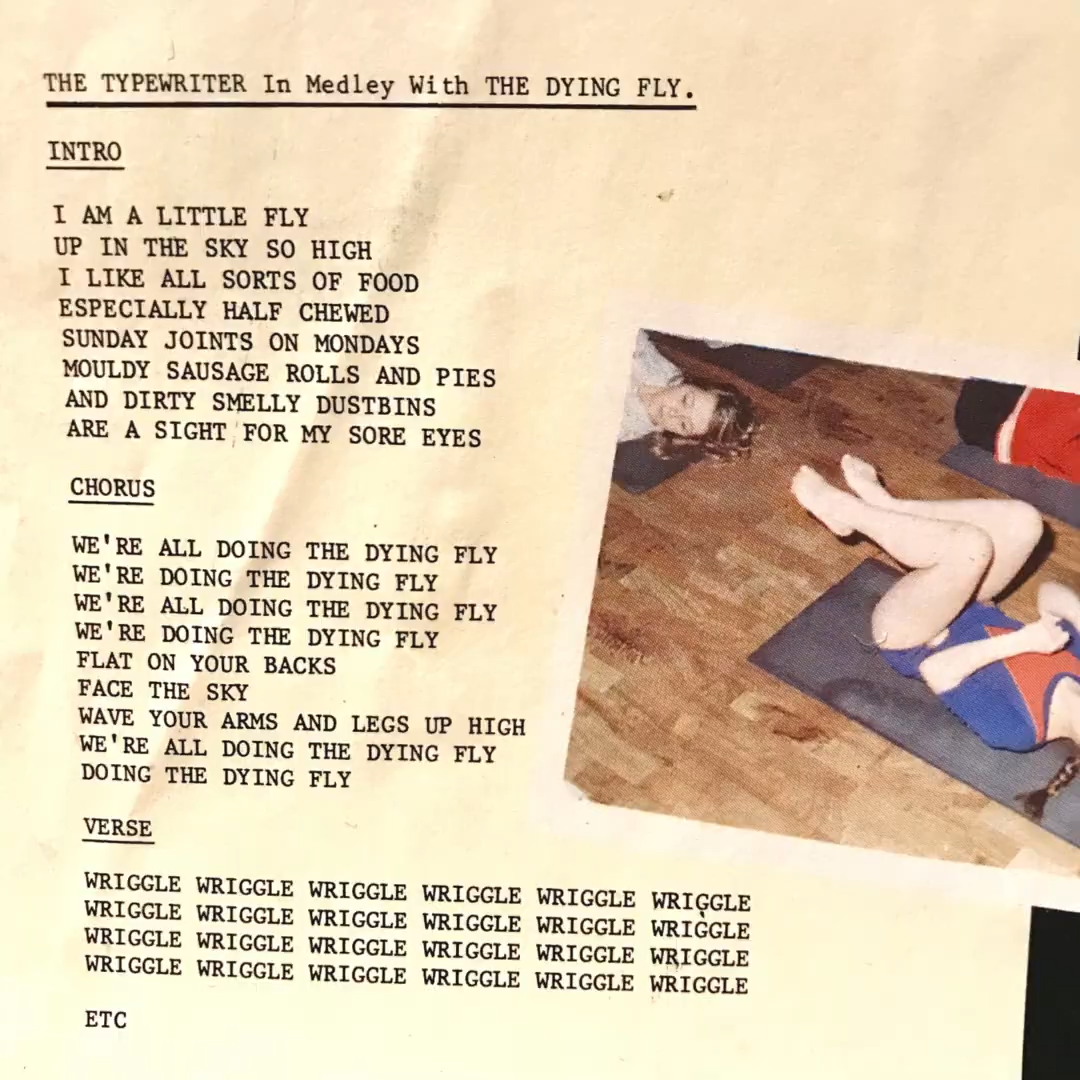 THE TYPEWRITER In Medley With THE DYING FLY.
INTRO
I AM A LITTLE FLY
UP IN THE SKY SO HIGH
I LIKE ALL SORTS OF FOOD
ESPECIALLY HALF CHEWED
SUNDAY JOINTS ON MONDAYS
MOULDY SAUSAGE ROLLS AND PIES
AND DIRTY SMELLY DUSTBINS
ARE A SIGHT FOR MY SORE EYES
CHORUS
WE'RE ALL DOING THE DYING FLY
WE'RE DOING THE DYING FLY
WE'RE ALL DOING THE DYING FLY
WE'RE DOING THE DYING FLY
FLAT ON YOUR BACKS
FACE THE SKY
WAVE YOUR ARMS AND LEGS UP HIGH
WE'RE ALL DOING THE DYING FLY
DOING THE DYING FLY
VERSE
WRIGGLE WRIGGLE WRIGGLE WRIGGLE WRIGGLE WRIGGLE
WRIGGLE WRIGGLE WRIGGLE WRIGGLE WRIGGLE WRIGGLE
WRIGGLE WRIGGLE WRIGGLE WRIGGLE WRIGGLE WRIGGLE
WRIGGLE WRIGGLE WRIGGLE WRIGGLE WRIGGLE WRIGGLE
ETC